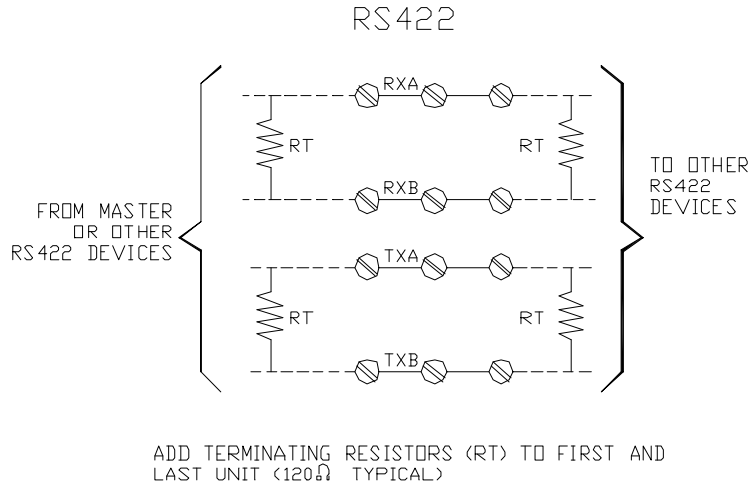 RS422
RXA
RT
RT
RXB
FROM MASTER
OR OTHER
RS422 DEVICES
TO OTHER
RS422
DEVICES
TXA
RT
RT
TXB
ADD TERMINATING RESISTORS (RT) TO FIRST AND
LAST UNIT (120Ω TYPICAL)